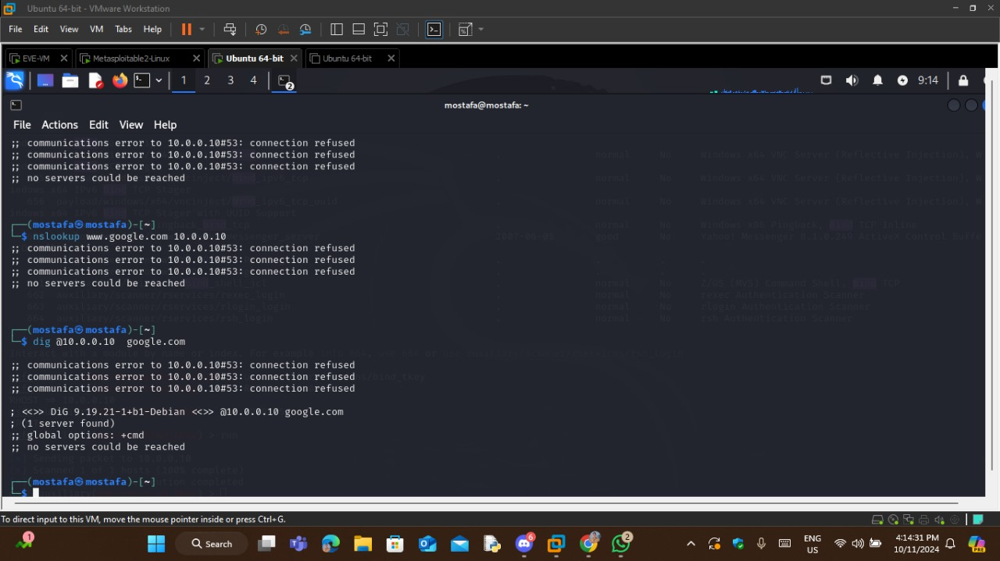 Ubuntu 64-bit - VMware Workstation
File Edit View VM Tabs Help
EVE-VM Metasploitable2-Linux Ubuntu 64-bit Ubuntu 64-bit
1 2 3 4 2 9:14
mostafa@mostafa: ~
File Actions Edit View Help
;; communications error to 10.0.0.10#53: connection refused
;; communications error to 10.0.0.10#53: connection refused
;; communications error to 10.0.0.10#53: connection refused
;; no servers could be reached
┌──(mostafa㉿mostafa)-[~]
└─$ nslookup www.google.com 10.0.0.10
;; communications error to 10.0.0.10#53: connection refused
;; communications error to 10.0.0.10#53: connection refused
;; communications error to 10.0.0.10#53: connection refused
;; no servers could be reached
┌──(mostafa㉿mostafa)-[~]
└─$ dig @10.0.0.10  google.com
;; communications error to 10.0.0.10#53: connection refused
;; communications error to 10.0.0.10#53: connection refused
;; communications error to 10.0.0.10#53: connection refused
; <<>> DiG 9.19.21-1+b1-Debian <<>> @10.0.0.10 google.com
; (1 server found)
;; global options: +cmd
;; no servers could be reached
┌──(mostafa㉿mostafa)-[~]
└─$
To direct input to this VM, move the mouse pointer inside or press Ctrl+G.
1 Search 6 2 ENG US 4:14:31 PM 10/11/2024 PRE